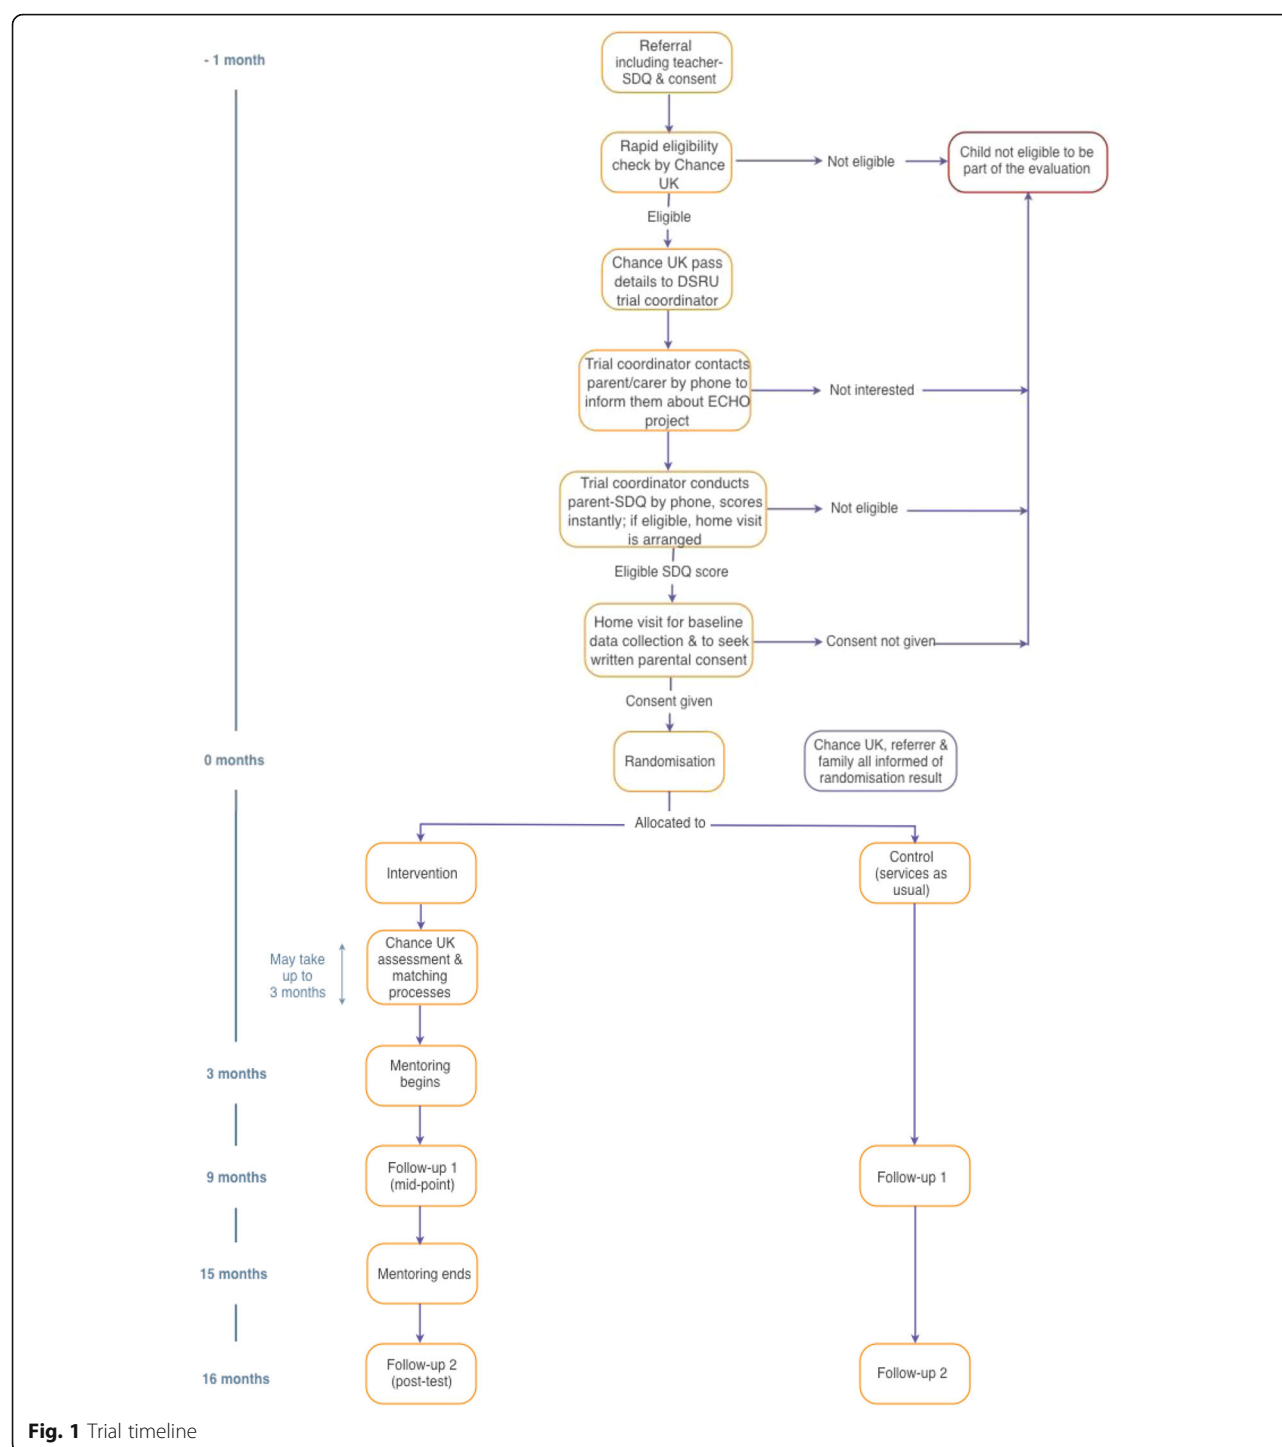 - 1 month
Referral
including teacher-
SDQ & consent
Rapid eligibility
check by Chance
UK
Not eligible
Child not eligible to be
part of the evaluation
Eligible
Chance UK pass
details to DSRU
trial coordinator
Trial coordinator contacts
parent/carer by phone to
inform them about ECHO
project
Not interested
Trial coordinator conducts
parent-SDQ by phone, scores
instantly; if eligible, home visit
is arranged
Not eligible
Eligible SDQ score
Home visit for baseline
data collection & to seek
written parental consent
Consent not given
Consent given
0 months
Randomisation
Chance UK, referrer &
family all informed of
randomisation result
Allocated to
Intervention
Control
(services as
usual)
May take
up to
3 months
Chance UK
assessment &
matching
processes
3 months
Mentoring
begins
9 months
Follow-up 1
(mid-point)
Follow-up 1
15 months
Mentoring ends
16 months
Follow-up 2
(post-test)
Follow-up 2
Fig. 1 Trial timeline